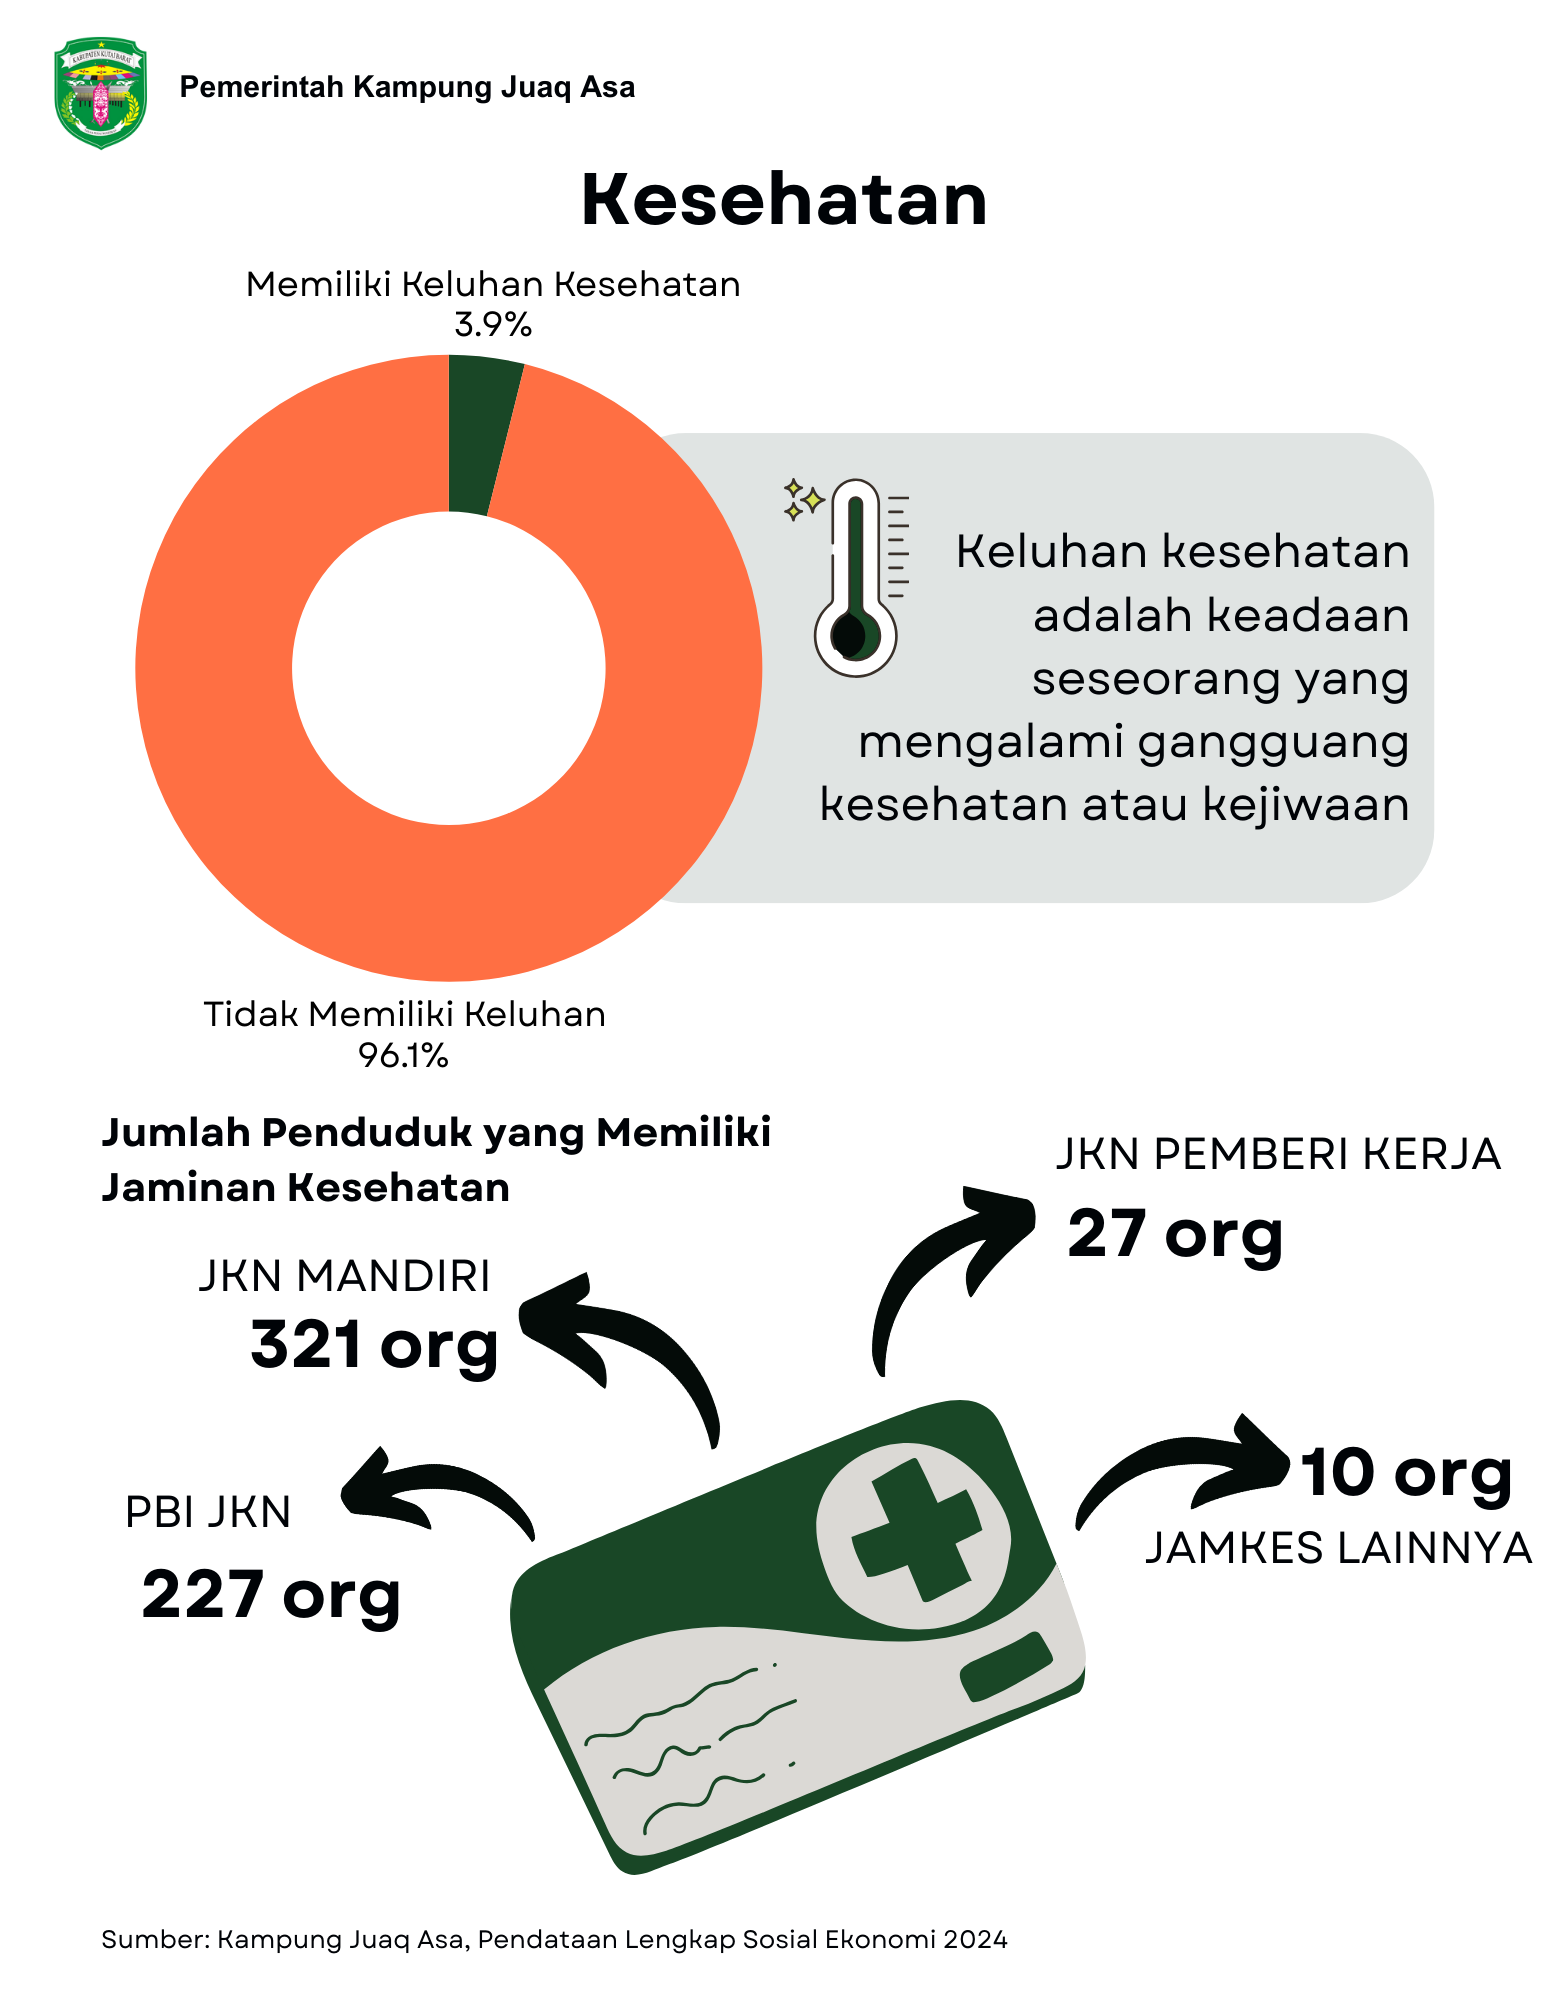 KABUPATEN KUTAI BARAT
Pemerintah Kampung Juaq Asa
Kesehatan
Memiliki Keluhan Kesehatan
3.9%
Keluhan kesehatan
adalah keadaan
seseorang yang
mengalami gangguang
kesehatan atau kejiwaan
Tidak Memiliki Keluhan
96.1%
Jumlah Penduduk yang Memiliki
Jaminan Kesehatan
JKN PEMBERI KERJA
27 org
JKN MANDIRI
321 org
10 org
JAMKES LAINNYA
PBI JKN
227 org
Sumber: Kampung Juaq Asa, Pendataan Lengkap Sosial Ekonomi 2024